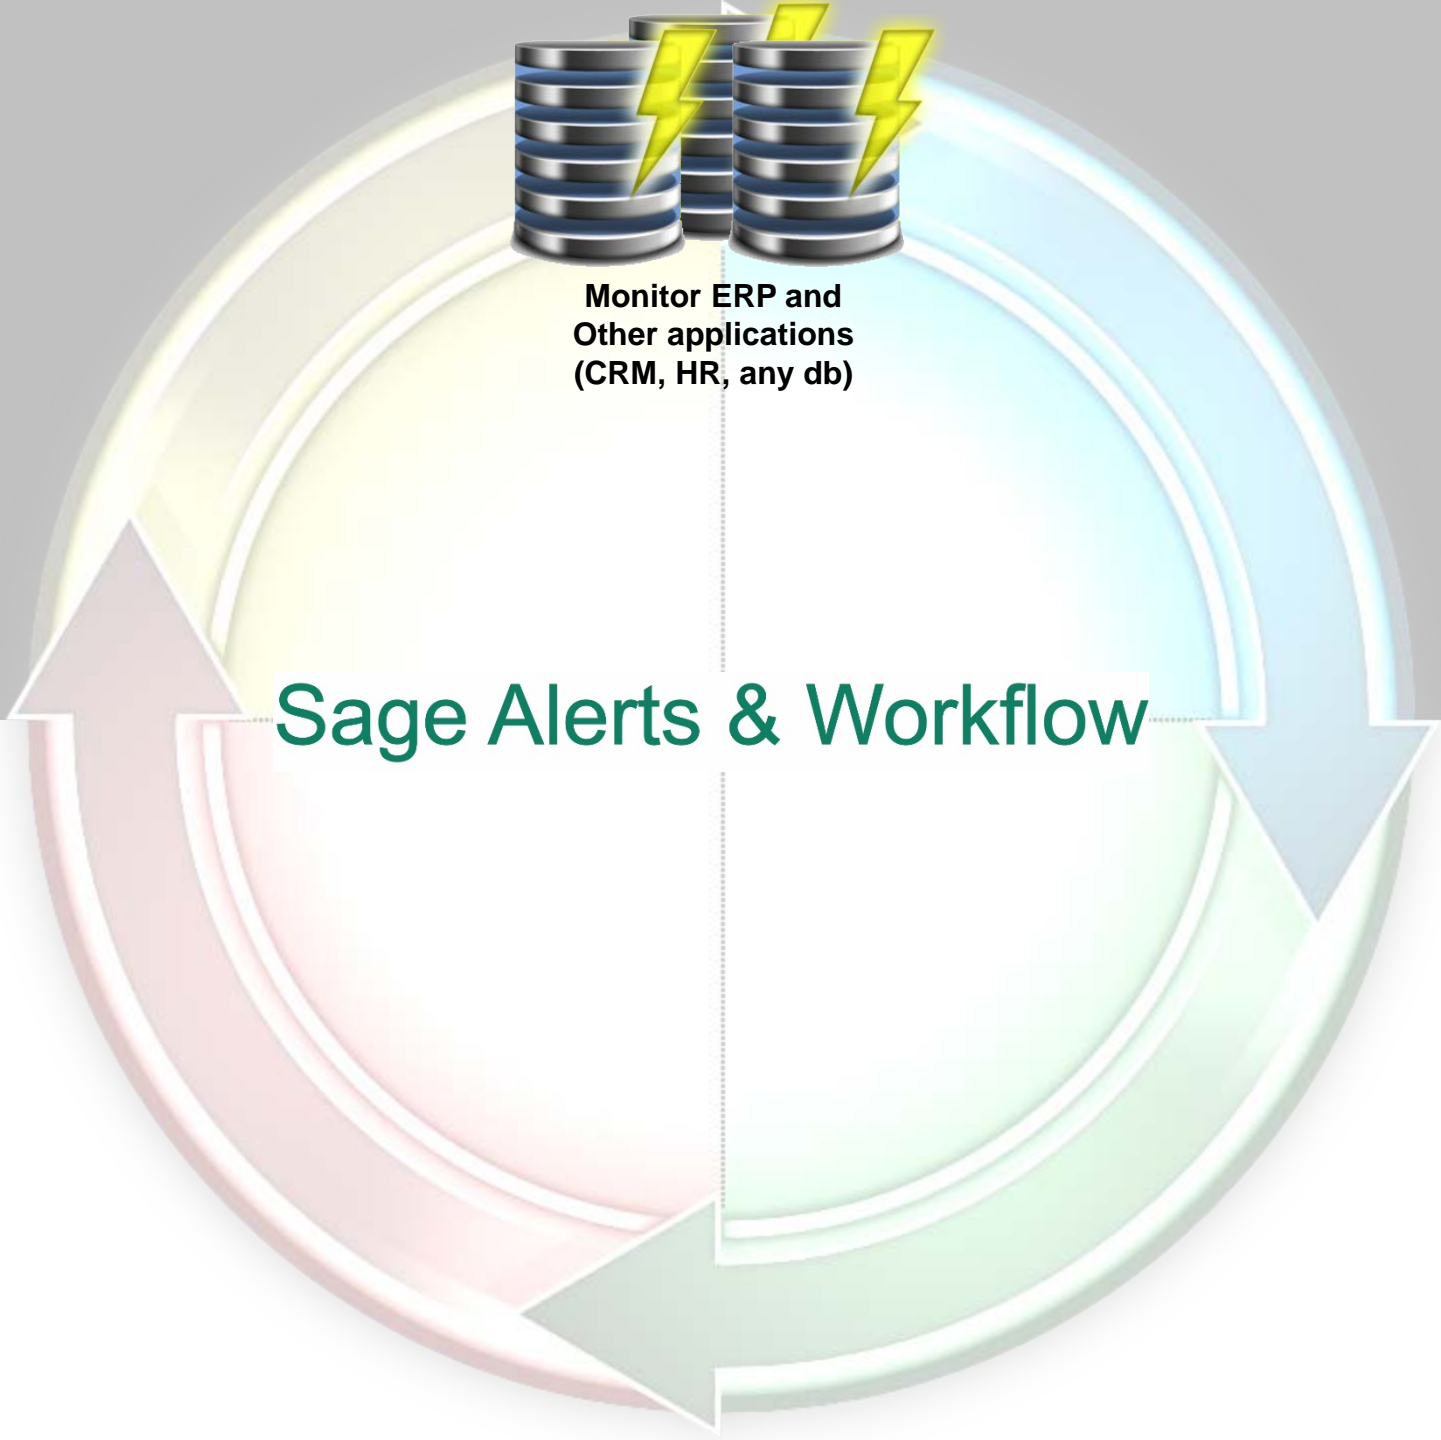 Monitor ERP and
Other applications
(CRM, HR, any db)
Sage Alerts & Workflow